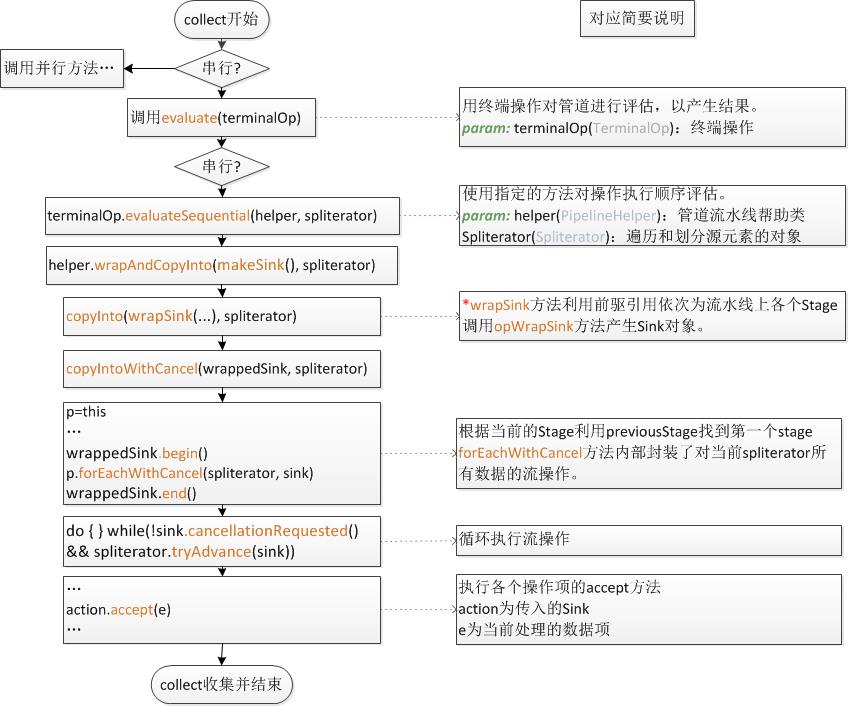 collect开始
对应简要说明
调用并行方法…
串行?
调用evaluate(terminalOp)
用终端操作对管道进行评估，以产生结果。
param: terminalOp(TerminalOp)：终端操作
串行?
terminalOp.evaluateSequential(helper, spliterator)
使用指定的方法对操作执行顺序评估。
param: helper(PipelineHelper)：管道流水线帮助类
Spliterator(Spliterator)：遍历和划分源元素的对象
helper.wrapAndCopyInto(makeSink(), spliterator)
copyInto(wrapSink(...), spliterator)
*wrapSink方法利用前驱引用依次为流水线上各个Stage
调用opWrapSink方法产生Sink对象。
copyIntoWithCancel(wrappedSink, spliterator)
p=this
…
wrappedSink.begin()
p.forEachWithCancel(spliterator, sink)
wrappedSink.end()
根据当前的Stage利用previousStage找到第一个stage
forEachWithCancel方法内部封装了对当前spliterator所
有数据的流操作。
do { } while(!sink.cancellationRequested()
&& spliterator.tryAdvance(sink))
循环执行流操作
…
action.accept(e)
…
执行各个操作项的accept方法
action为传入的Sink
e为当前处理的数据项
collect收集并结束